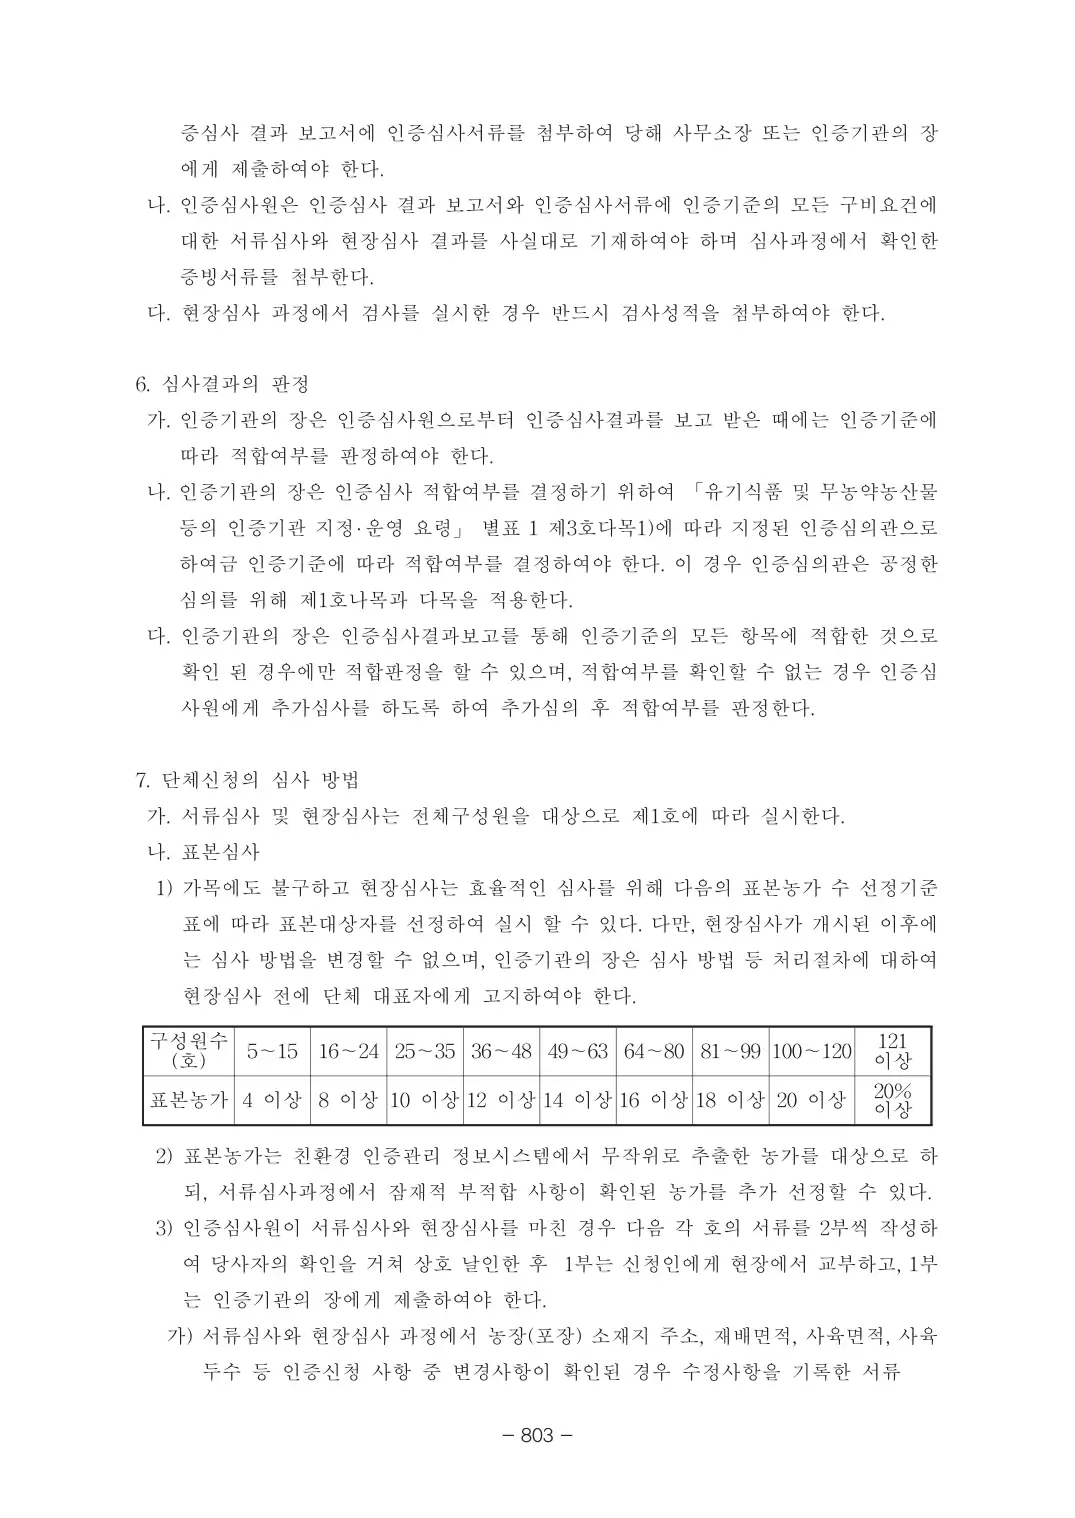 증심사 결과 보고서에 인증심사서류를 첨부하여 당해 사무소장 또는 인증기관의 장
에게 제출하여야 한다.
나. 인증심사원은 인증심사 결과 보고서와 인증심사서류에 인증기준의 모든 구비요건에
대한 서류심사와 현장심사 결과를 사실대로 기재하여야 하며 심사과정에서 확인한
증빙서류를 첨부한다.
다. 현장심사 과정에서 검사를 실시한 경우 반드시 검사성적을 첨부하여야 한다.
6. 심사결과의 판정
가. 인증기관의 장은 인증심사원으로부터 인증심사결과를 보고 받은 때에는 인증기준에
따라 적합여부를 판정하여야 한다.
나. 인증기관의 장은 인증심사 적합여부를 결정하기 위하여 「유기식품 및 무농약농산물
등의 인증기관 지정·운영 요령」 별표 1 제3호다목1)에 따라 지정된 인증심의관으로
하여금 인증기준에 따라 적합여부를 결정하여야 한다. 이 경우 인증심의관은 공정한
심의를 위해 제1호나목과 다목을 적용한다.
다. 인증기관의 장은 인증심사결과보고를 통해 인증기준의 모든 항목에 적합한 것으로
확인 된 경우에만 적합판정을 할 수 있으며, 적합여부를 확인할 수 없는 경우 인증심
사원에게 추가심사를 하도록 하여 추가심의 후 적합여부를 판정한다.
7. 단체신청의 심사 방법
가. 서류심사 및 현장심사는 전체구성원을 대상으로 제1호에 따라 실시한다.
나. 표본심사
1) 가목에도 불구하고 현장심사는 효율적인 심사를 위해 다음의 표본농가 수 선정기준
표에 따라 표본대상자를 선정하여 실시 할 수 있다. 다만, 현장심사가 개시된 이후에
는 심사 방법을 변경할 수 없으며, 인증기관의 장은 심사 방법 등 처리절차에 대하여
현장심사 전에 단체 대표자에게 고지하여야 한다.
구성원수 (호) 5~15 16~24 25~35 36~48 49~63 64~80 81~99 100~120 121 이상
표본농가 4 이상 8 이상 10 이상 12 이상 14 이상 16 이상 18 이상 20 이상 20% 이상
2) 표본농가는 친환경 인증관리 정보시스템에서 무작위로 추출한 농가를 대상으로 하
되, 서류심사과정에서 잠재적 부적합 사항이 확인된 농가를 추가 선정할 수 있다.
3) 인증심사원이 서류심사와 현장심사를 마친 경우 다음 각 호의 서류를 2부씩 작성하
여 당사자의 확인을 거쳐 상호 날인한 후 1부는 신청인에게 현장에서 교부하고, 1부
는 인증기관의 장에게 제출하여야 한다.
가) 서류심사와 현장심사 과정에서 농장(포장) 소재지 주소, 재배면적, 사육면적, 사육
두수 등 인증신청 사항 중 변경사항이 확인된 경우 수정사항을 기록한 서류
- 803 -